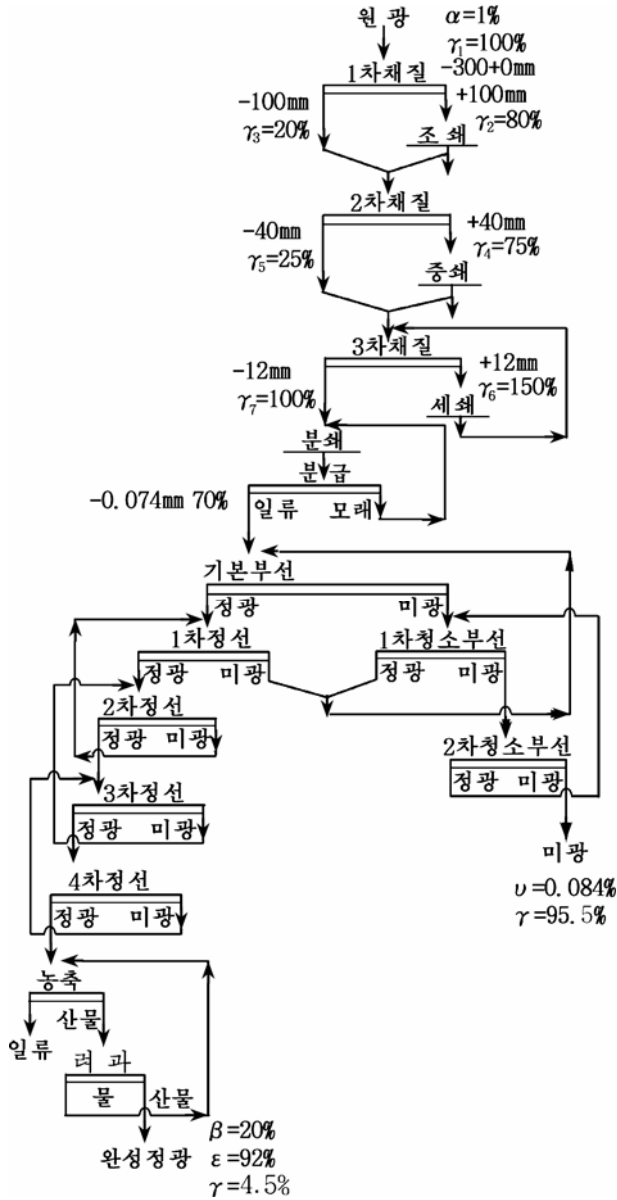 원 광 α=1%
γ₁=100%
-300+0mm
1차채질
-100mm
γ₃=20%
+100mm
γ₂=80%
조 쇄
2차채질
-40mm
γ₅=25%
+40mm
γ₄=75%
중쇄
3차채질
-12mm
γ₇=100%
+12mm
γ₆=150%
세쇄
분쇄
분급
-0.074mm 70%
일류 모래
기본부선
정광 미광
1차정선 1차청소부선
정광 미광 정광 미광
2차정선
정광 미광
2차청소부선
정광 미광
3차정선
정광 미광
미광
υ=0.084%
γ=95.5%
4차정선
정광 미광
농축
산물
일류
려 과
물 산물
완성정광
β=20%
ε=92%
γ=4.5%